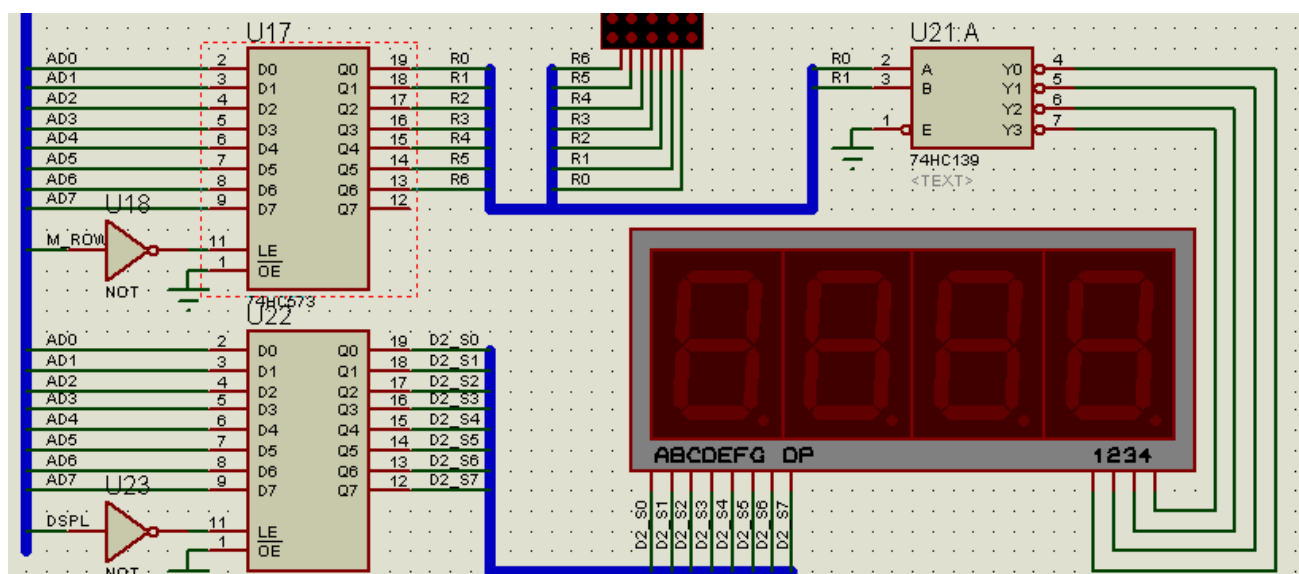 U17
AD0 2 D0 Q0 19 R0
AD1 3 D1 Q1 18 R1
AD2 4 D2 Q2 17 R2
AD3 5 D3 Q3 16 R3
AD4 6 D4 Q4 15 R4
AD5 7 D5 Q5 14 R5
AD6 8 D6 Q6 13 R6
AD7 9 D7 Q7 12
U18
M_ROW 11 LE
1 OE
NOT
74HC573
R6
R5
R4
R3
R2
R1
R0
U21:A
R0 2 A Y0 4
R1 3 B Y1 5
Y2 6
1 E Y3 7
74HC139
<TEXT>
U22
AD0 2 D0 Q0 19 D2_S0
AD1 3 D1 Q1 18 D2_S1
AD2 4 D2 Q2 17 D2_S2
AD3 5 D3 Q3 16 D2_S3
AD4 6 D4 Q4 15 D2_S4
AD5 7 D5 Q5 14 D2_S5
AD6 8 D6 Q6 13 D2_S6
AD7 9 D7 Q7 12 D2_S7
U23
DSPL 11 LE
1 OE
NOT
ABCDEFG DP 1234
D2_S0
D2_S1
D2_S2
D2_S3
D2_S4
D2_S5
D2_S6
D2_S7